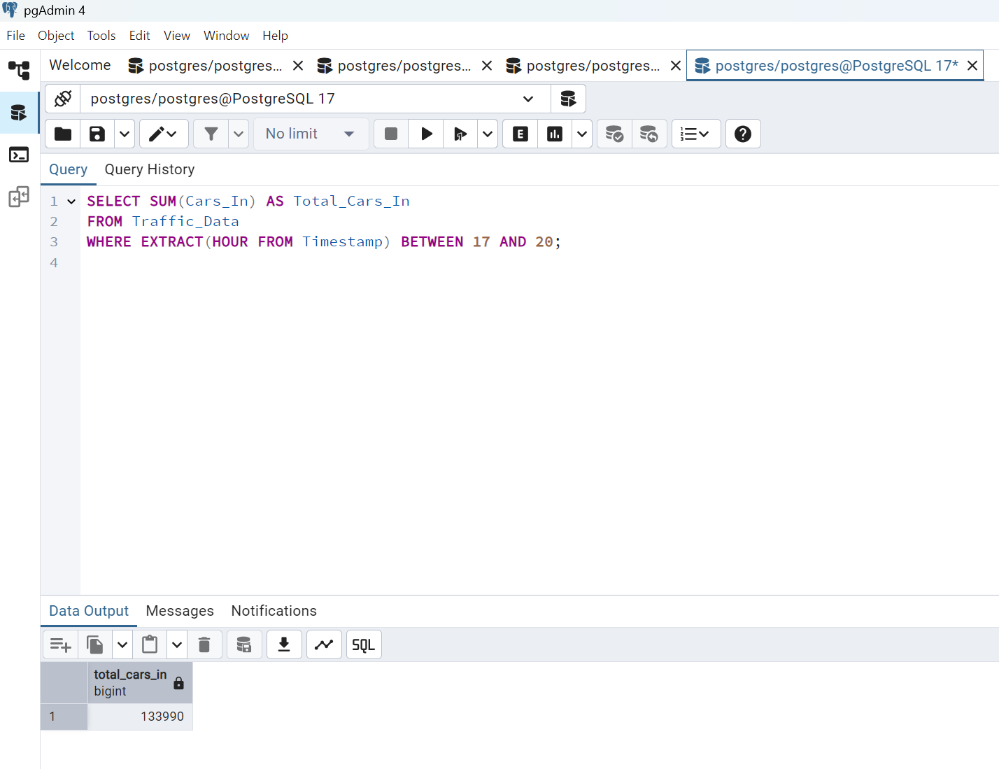 pgAdmin 4
File Object Tools Edit View Window Help
Welcome postgres/postgres... postgres/postgres... postgres/postgres... postgres/postgres@PostgreSQL 17*
postgres/postgres@PostgreSQL 17
No limit E
Query Query History
1 SELECT SUM(Cars_In) AS Total_Cars_In
2 FROM Traffic_Data
3 WHERE EXTRACT(HOUR FROM Timestamp) BETWEEN 17 AND 20;
4
Data Output Messages Notifications
SQL
total_cars_in
bigint
1 133990